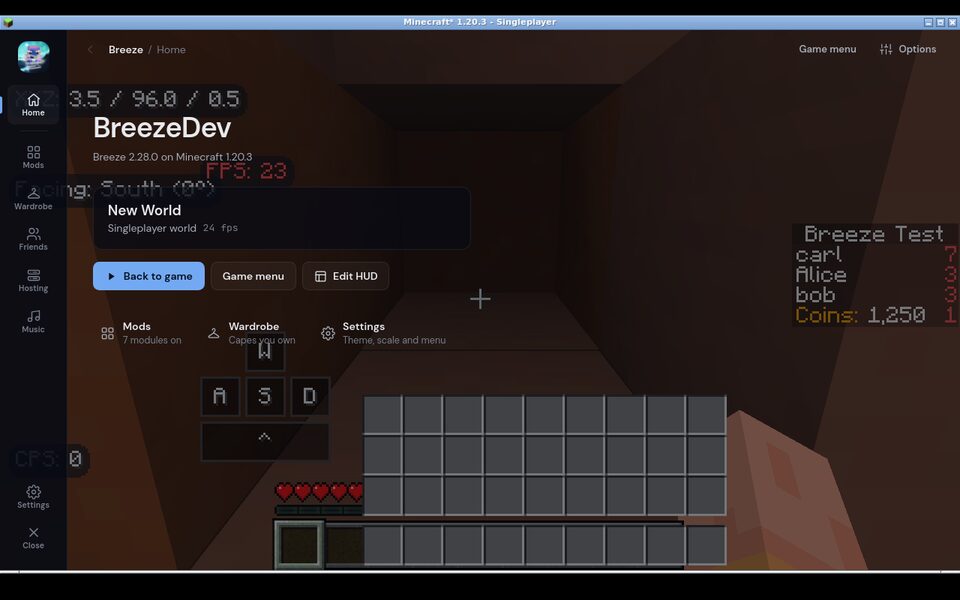 Minecraft* 1.20.3 - Singleplayer
Breeze / Home
Game menu
Options
Home
XYZ: 3.5 / 96.0 / 0.5
BreezeDev
Breeze 2.28.0 on Minecraft 1.20.3
FPS: 23
Mods
Facing: South (0°)
Wardrobe
New World
Singleplayer world 24 fps
Friends
Breeze Test
carl 7
Alice 3
bob 3
Coins: 1,250 1
Hosting
Back to game
Game menu
Edit HUD
Music
Mods
7 modules on
Wardrobe
Capes you own
Settings
Theme, scale and menu
W
A S D
^
CPS: 0
Settings
Close